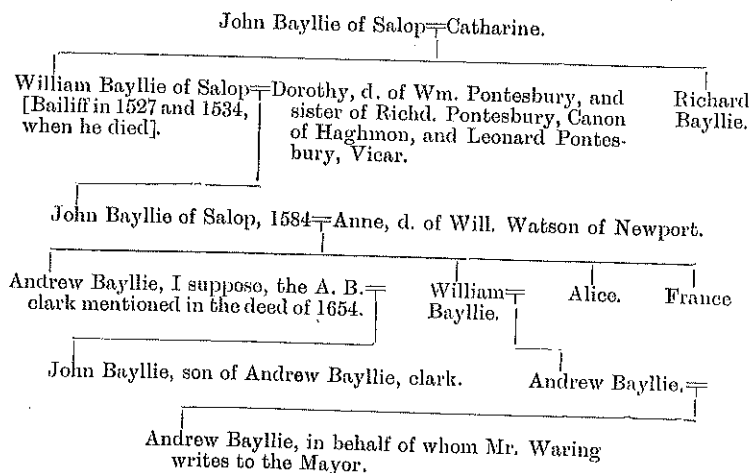 John Bayllie of Salop=Catharine.
William Bayllie of Salop=Dorothy, d. of Wm. Pontesbury, and
[Bailiff in 1527 and 1534,
when he died].
sister of Richd. Pontesbury, Canon
of Haghmon, and Leonard Pontes-
bury, Vicar.
Richard
Bayllie.
John Bayllie of Salop, 1584=Anne, d. of Will. Watson of Newport.
Andrew Bayllie, I suppose, the A. B.=
clark mentioned in the deed of 1654.
William=
Bayllie.
Alice.
France
John Bayllie, son of Andrew Bayllie, clark.
Andrew Bayllie.=
Andrew Bayllie, in behalf of whom Mr. Waring
writes to the Mayor.